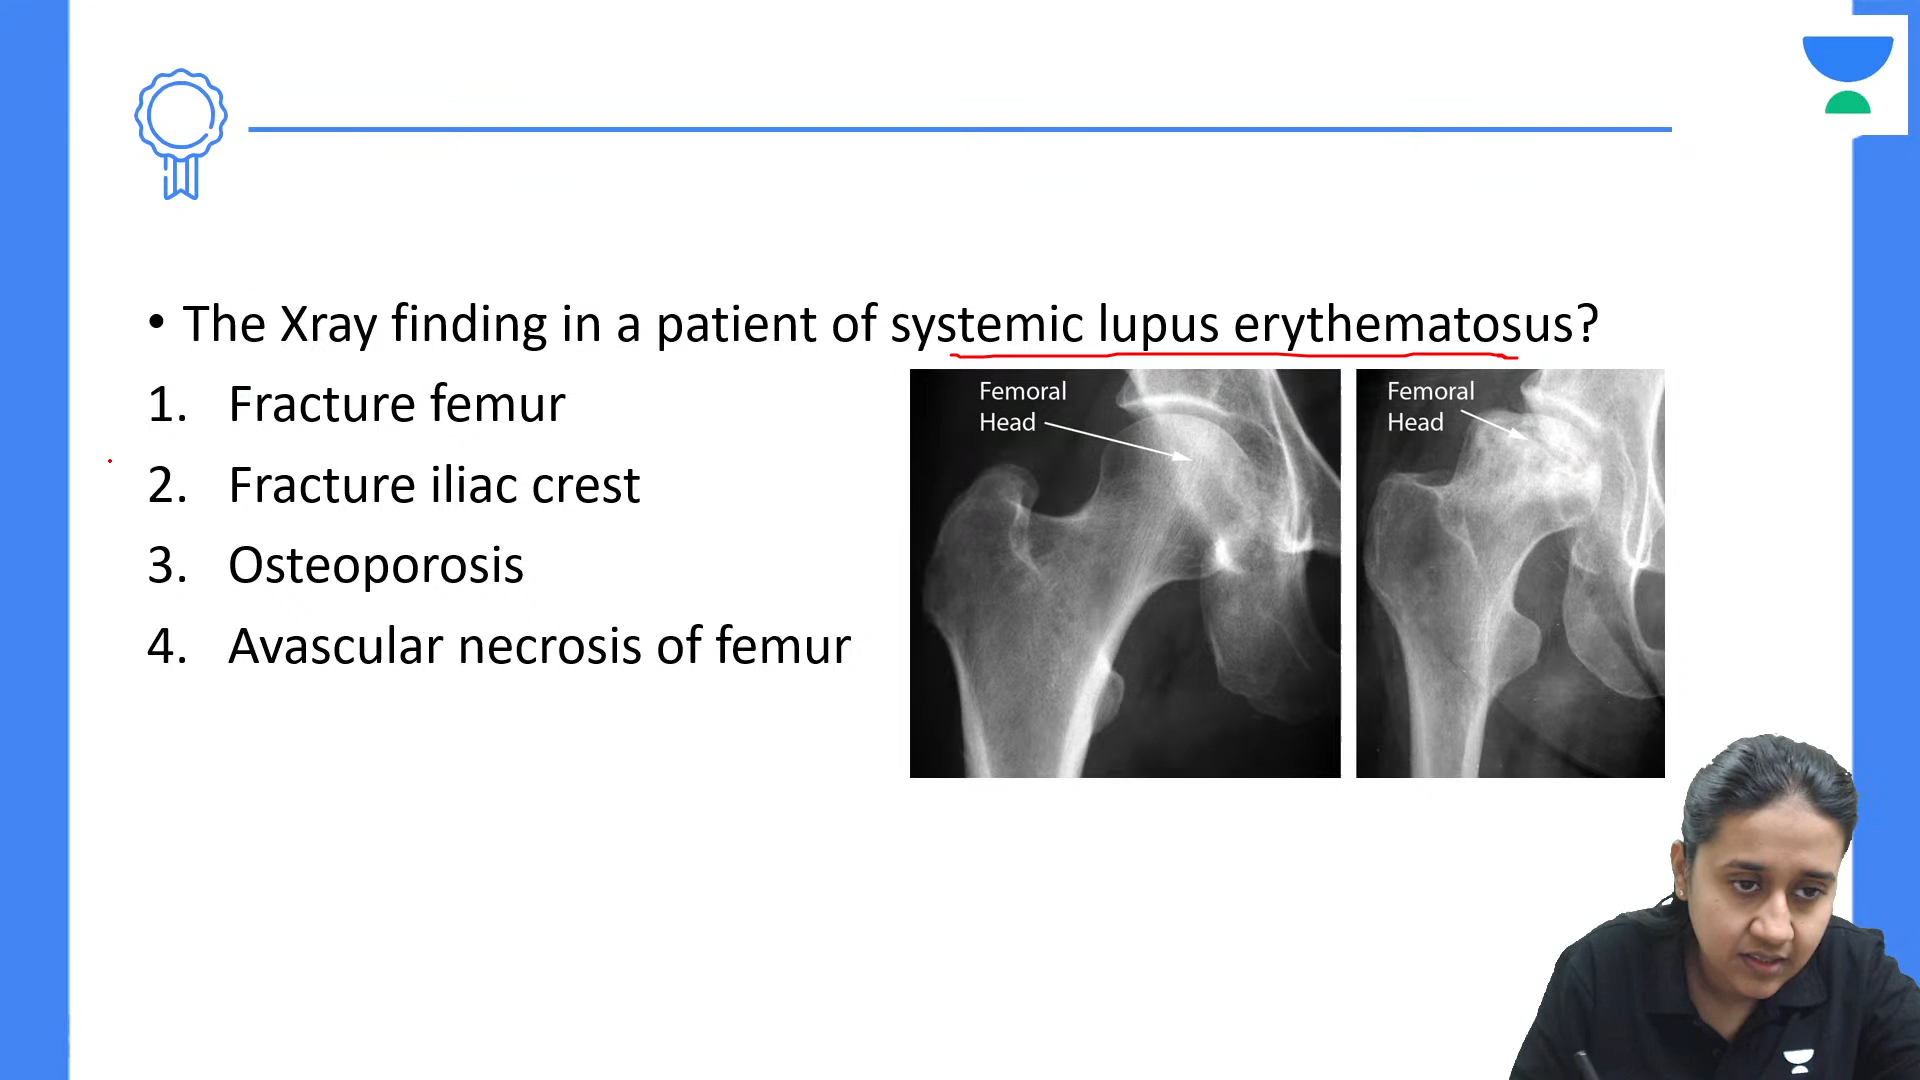 • The Xray finding in a patient of systemic lupus erythematosus?
1. Fracture femur
2. Fracture iliac crest
3. Osteoporosis
4. Avascular necrosis of femur
Femoral
Head
Femoral
Head